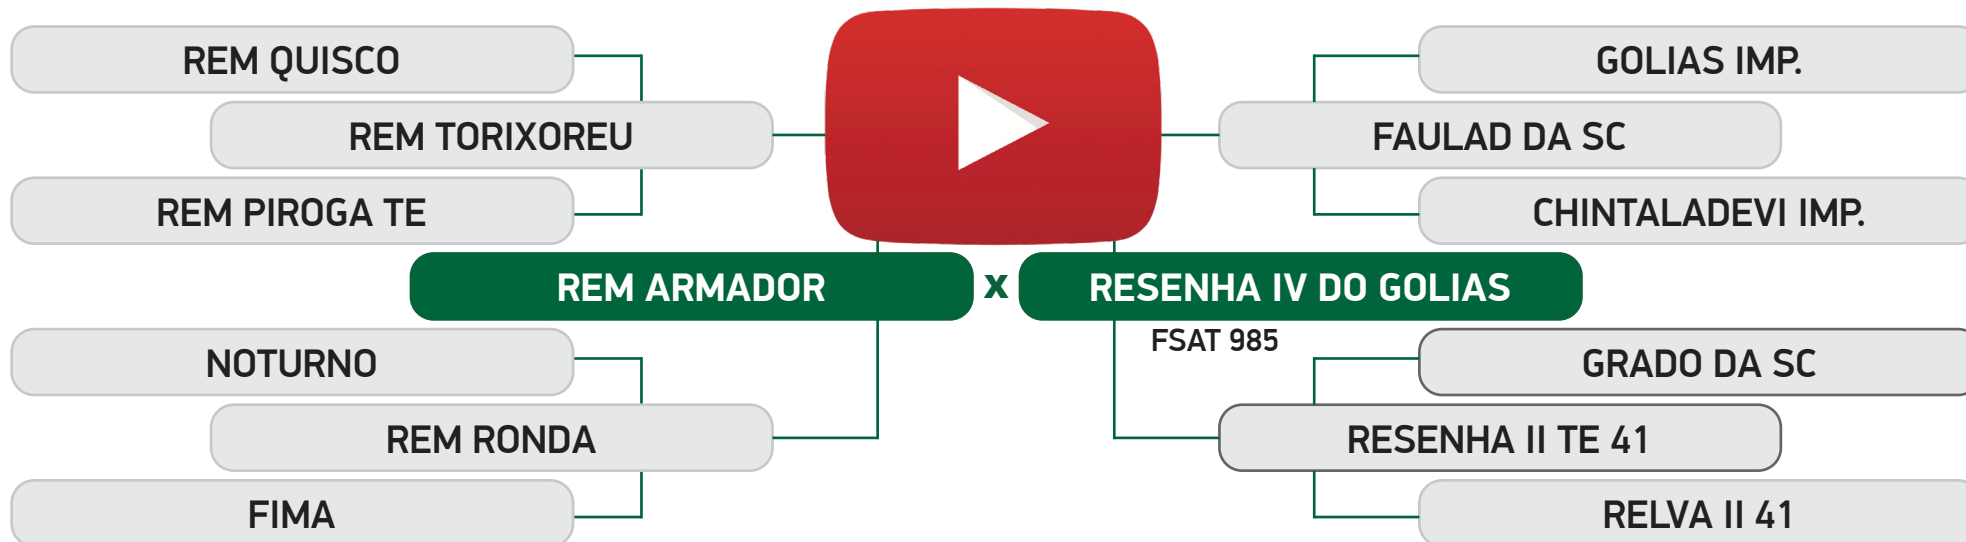 REM QUISCO
GOLIAS IMP.
REM TORIXOREU
FAULAD DA SC
REM PIROGA TE
CHINTALADEVI IMP.
REM ARMADOR x RESENHA IV DO GOLIAS
FSAT 985
NOTURNO
GRADO DA SC
REM RONDA
RESENHA II TE 41
FIMA
RELVA II 41